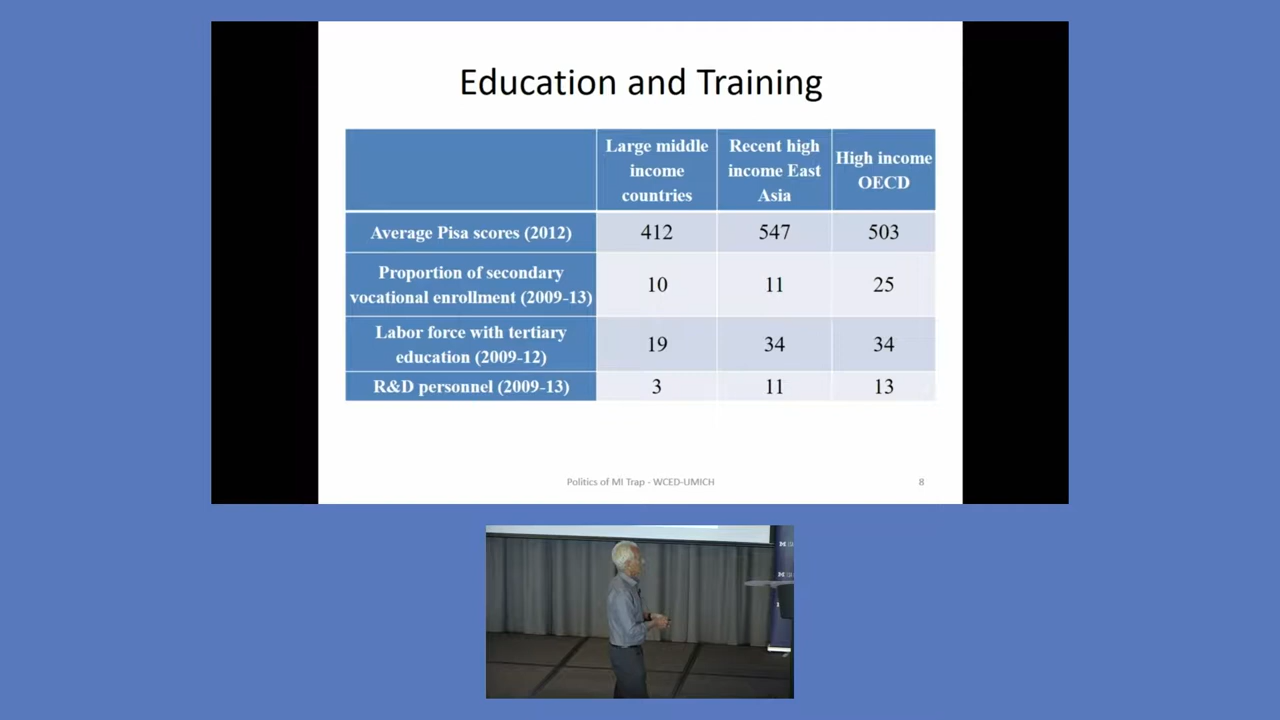 Education and Training
Large middle
income
countries
Recent high
income East
Asia
High income
OECD
Average Pisa scores (2012)
412
547
503
Proportion of secondary
vocational enrollment (2009-13)
10
11
25
Labor force with tertiary
education (2009-12)
19
34
34
R&D personnel (2009-13)
3
11
13
Politics of MI Trap - WCED-UMICH
8